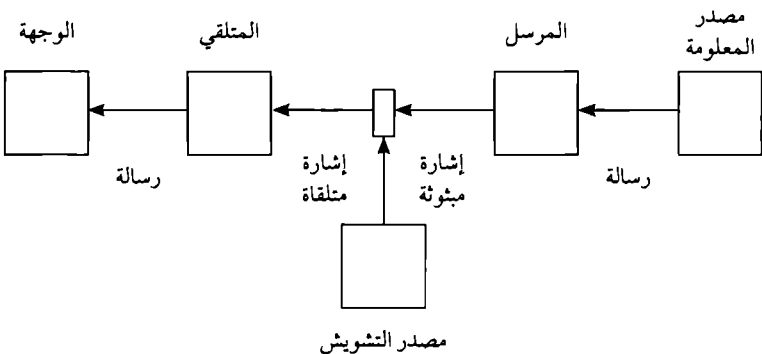 مصدر
المعلومة
المرسل
المتلقي
الوجهة
رسالة
إشارة
مبثوثة
إشارة
متلقاة
رسالة
مصدر التشويش